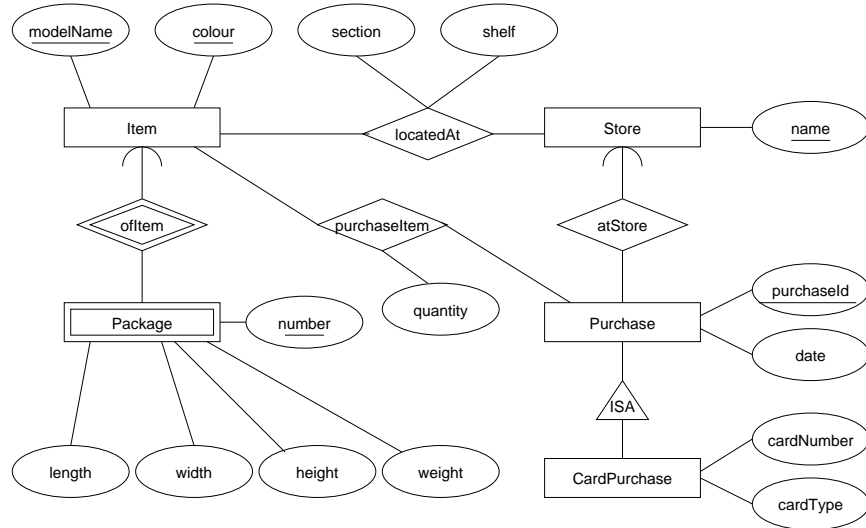 modelName
colour
section
shelf
Item
locatedAt
Store
name
ofItem
purchaseItem
atStore
Package
number
quantity
Purchase
purchaseId
date
ISA
length
width
height
weight
CardPurchase
cardNumber
cardType